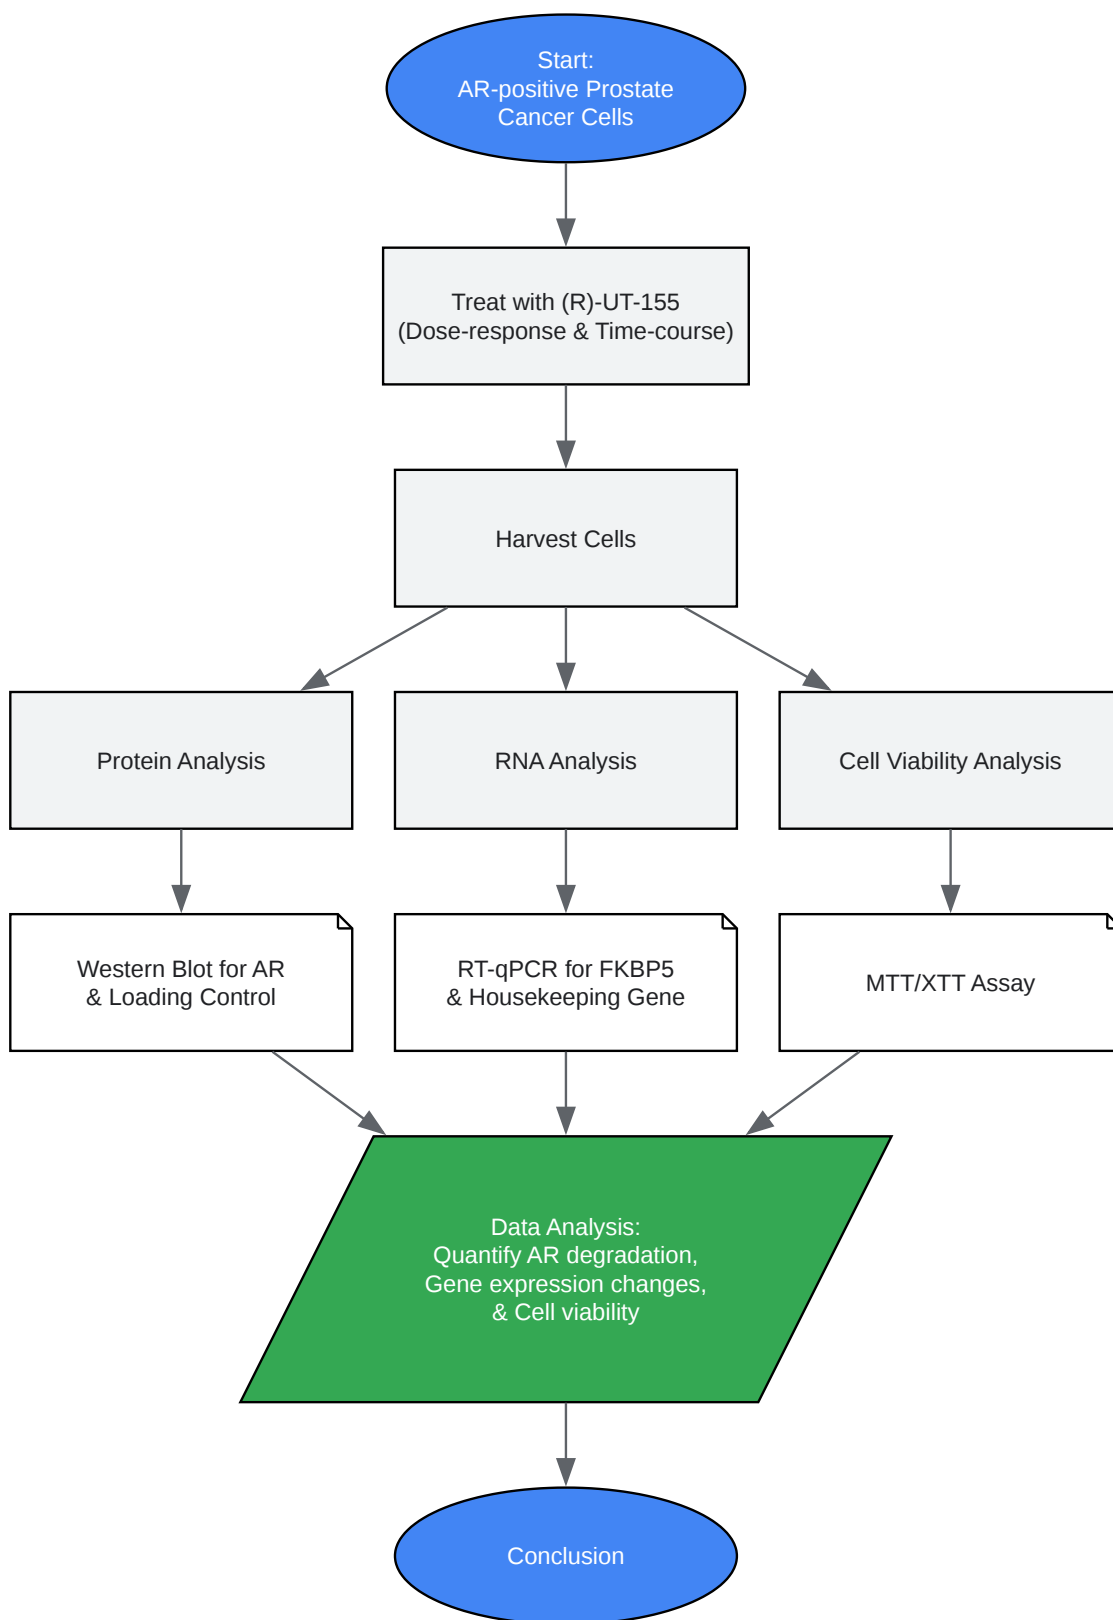 Start:
AR-positive Prostate
Cancer Cells
Treat with (R)-UT-155
(Dose-response & Time-course)
Harvest Cells
Protein Analysis
RNA Analysis
Cell Viability Analysis
Western Blot for AR
& Loading Control
RT-qPCR for FKBP5
& Housekeeping Gene
MTT/XTT Assay
Data Analysis:
Quantify AR degradation,
Gene expression changes,
& Cell viability
Conclusion